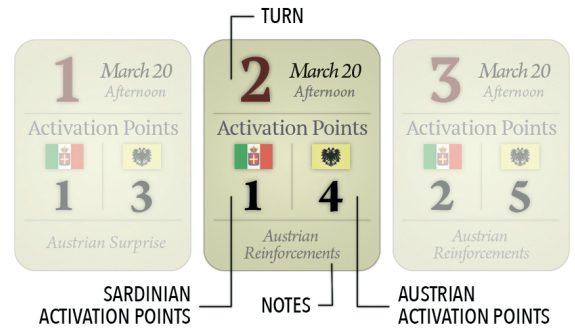 TURN
1
March 20
Afternoon
Activation Points
1 3
Austrian Surprise
2
March 20
Afternoon
Activation Points
1 4
Austrian
Reinforcements
3
March 20
Afternoon
Activation Points
2 5
Austrian
Reinforcements
SARDINIAN
ACTIVATION POINTS
NOTES
AUSTRIAN
ACTIVATION POINTS